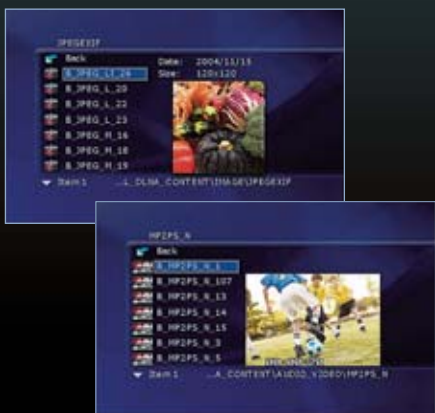 JPEGEXIF
Back
B_JPEG_LT_26
B_JPEG_L_20
B_JPEG_L_22
B_JPEG_L_23
B_JPEG_M_16
B_JPEG_M_18
B_JPEG_M_19
Date: 2004/11/15
Size: 120x120
Item 1 ...L_DLNA_CONTENT\IMAGE\JPEGEXIF
MP2PS_N
Back
B_MP2PS_N_1
B_MP2PS_N_107
B_MP2PS_N_13
B_MP2PS_N_14
B_MP2PS_N_15
B_MP2PS_N_3
B_MP2PS_N_5
Item 1 ...A_CONTENT\AUDIO_VIDEO\MP2PS_N